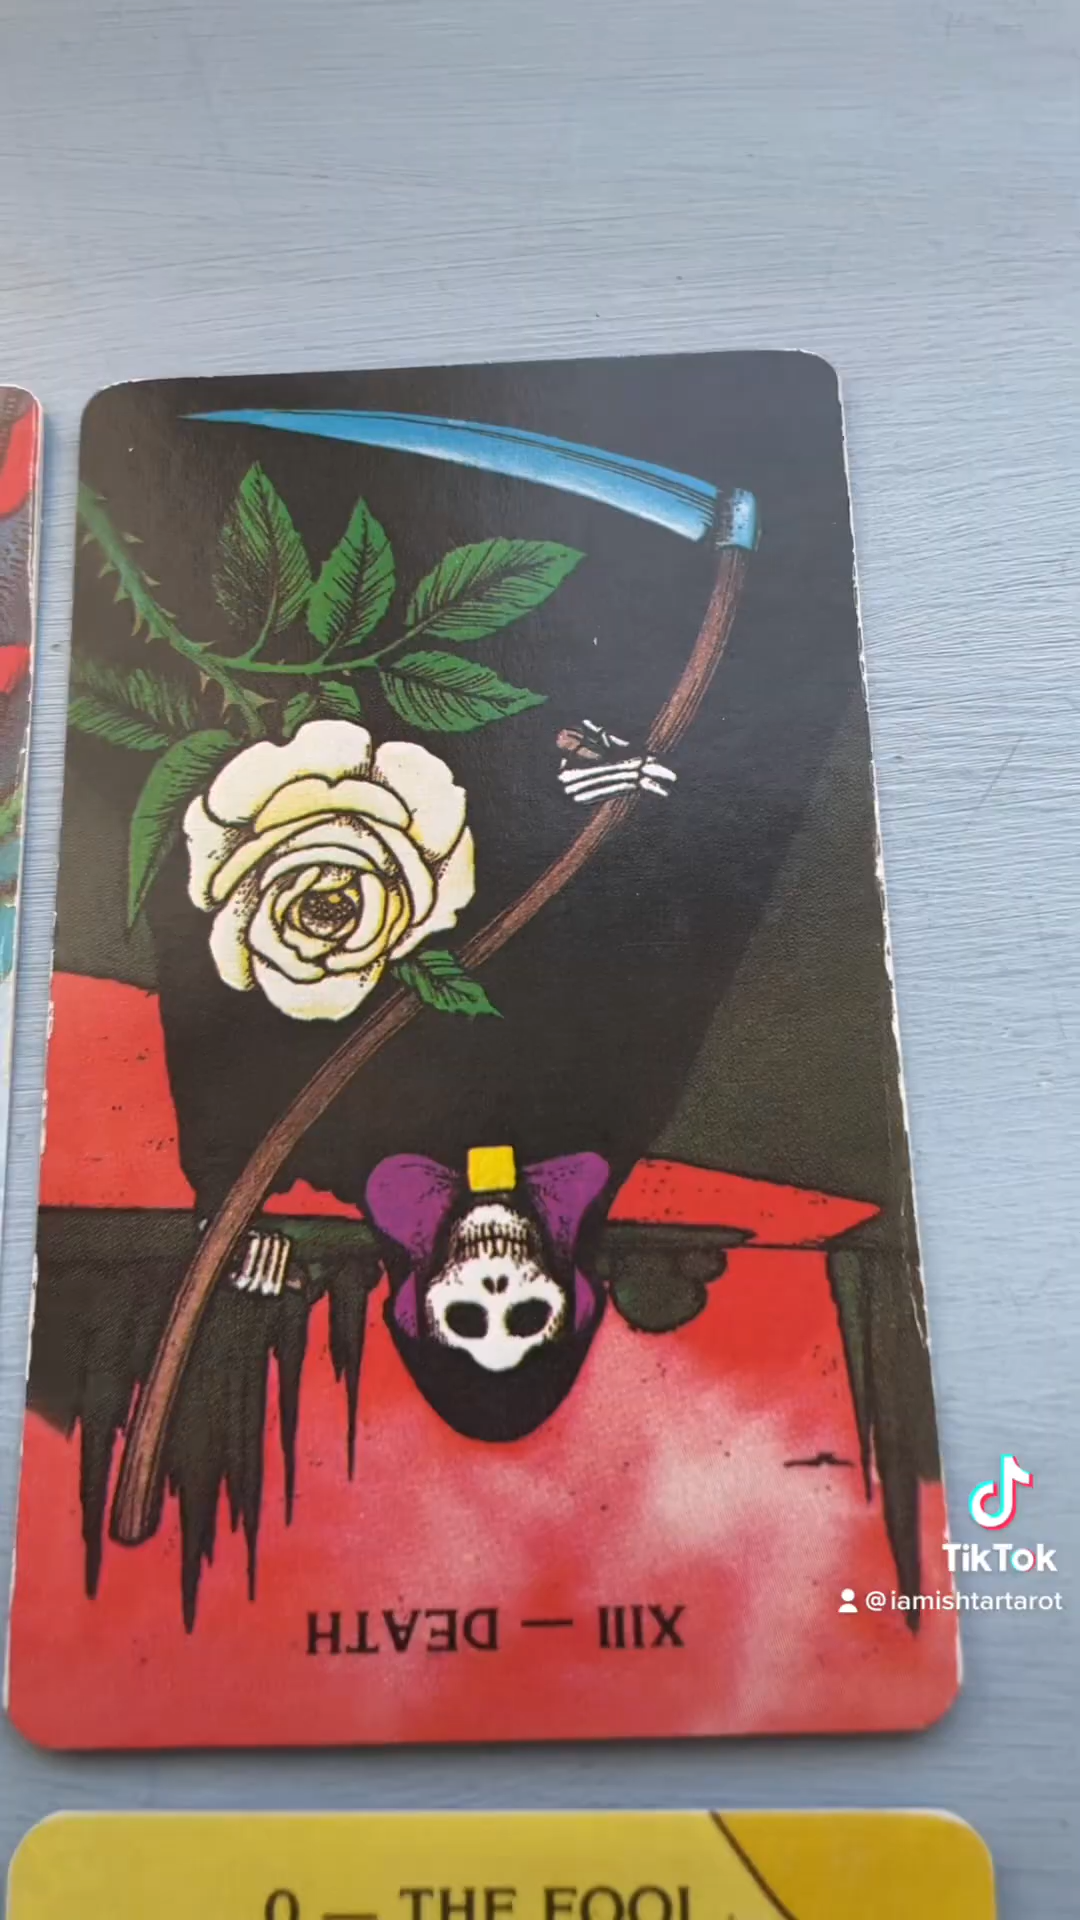 XIII — DEATH
TikTok
@iamishtartarot
0 — THE FOOL